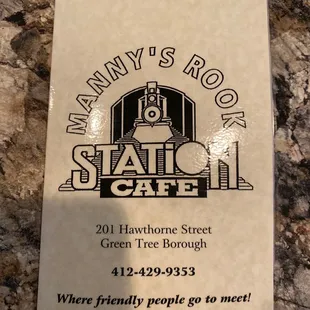 MANNY'S ROOK
STATION
CAFE
201 Hawthorne Street
Green Tree Borough
412-429-9353
Where friendly people go to meet!